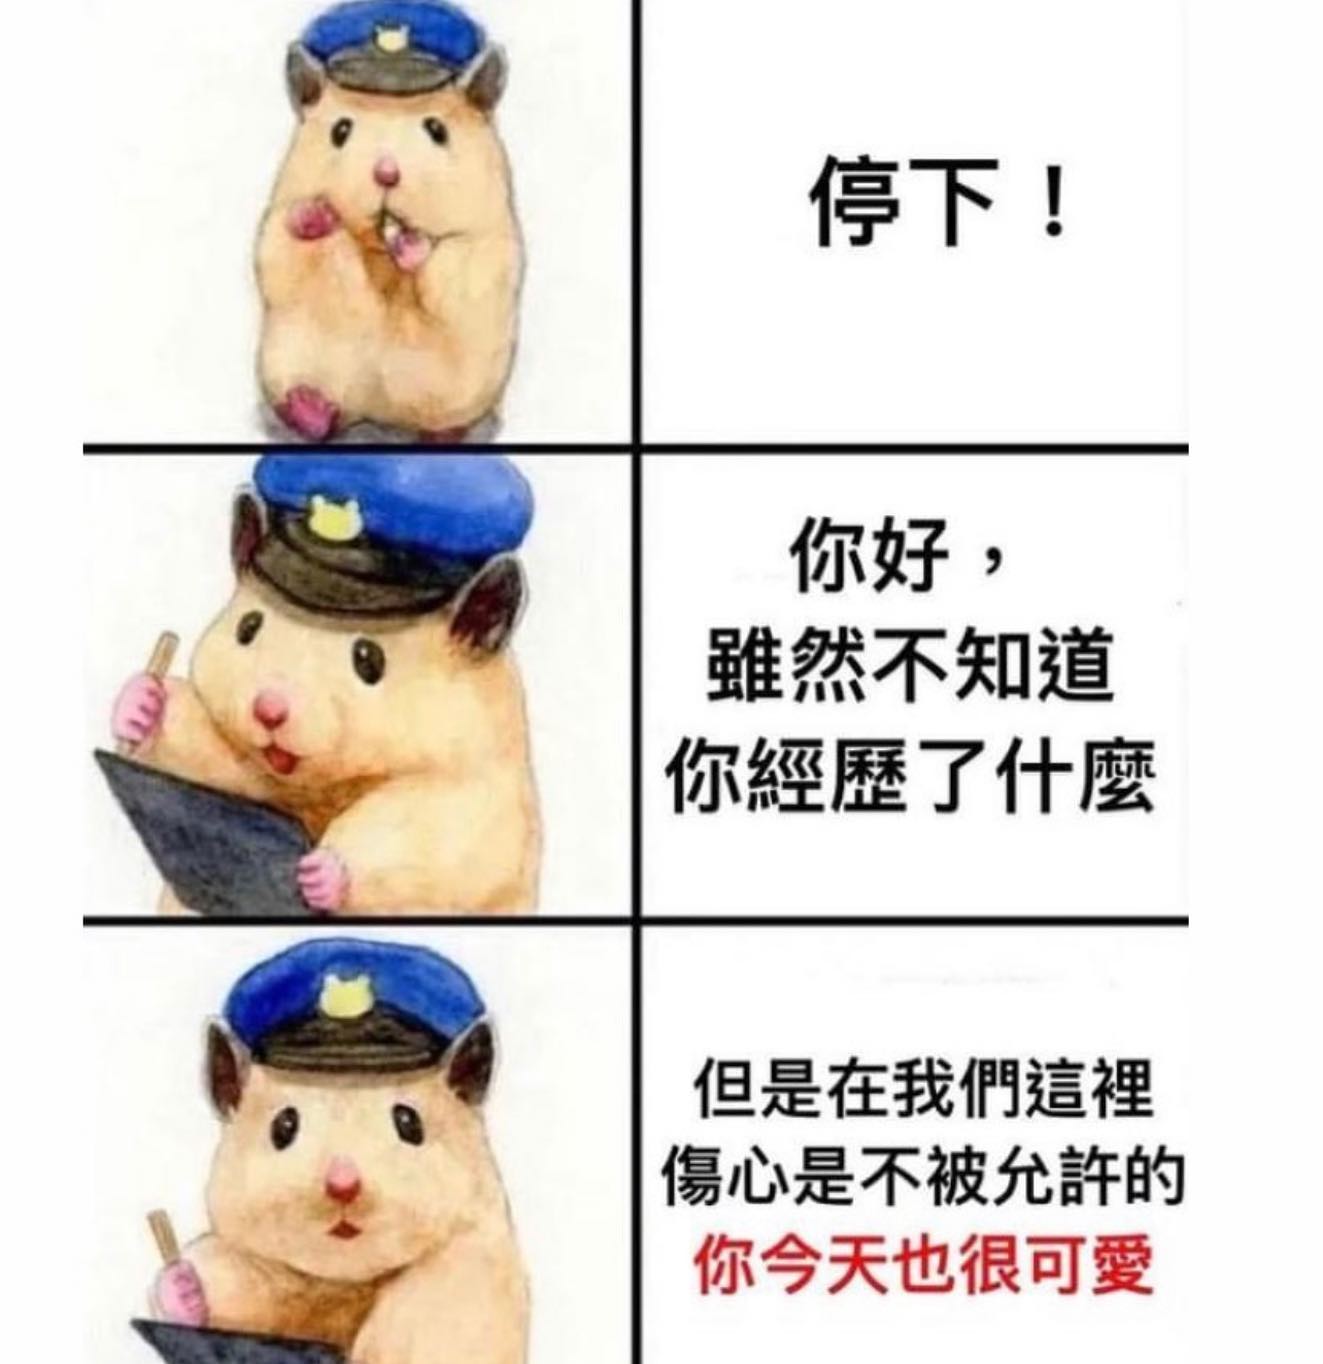 停下！
你好，
雖然不知道
你經歷了什麼
但是在我們這裡
傷心是不被允許的
你今天也很可愛